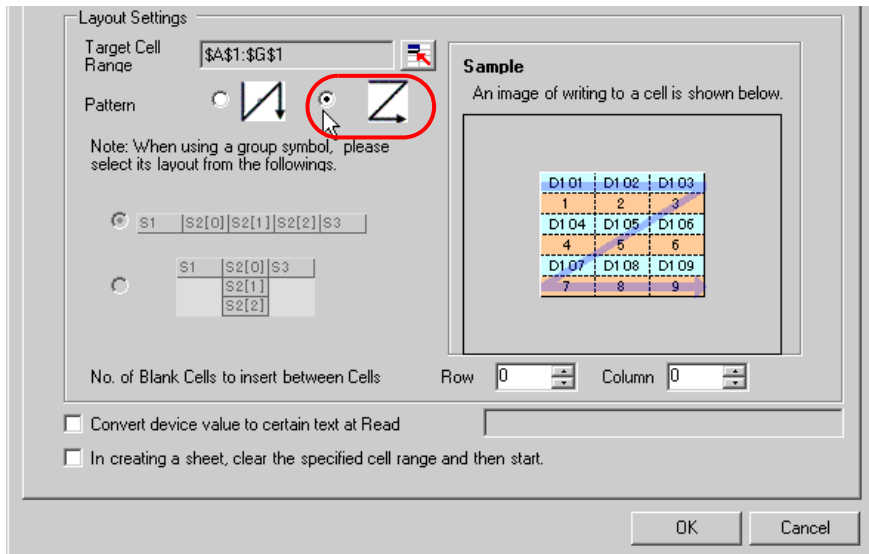 Layout Settings
Target Cell
Range
$A$1:$G$1
Pattern
Note: When using a group symbol, please
select its layout from the followings.
S1 S2[0] S2[1] S2[2] S3
S1 S2[0] S3
S2[1]
S2[2]
Sample
An image of writing to a cell is shown below.
D101 D102 D103
1 2 3
D104 D105 D106
4 5 6
D107 D108 D109
7 8 9
No. of Blank Cells to insert between Cells Row 0 Column 0
Convert device value to certain text at Read
In creating a sheet, clear the specified cell range and then start.
OK Cancel